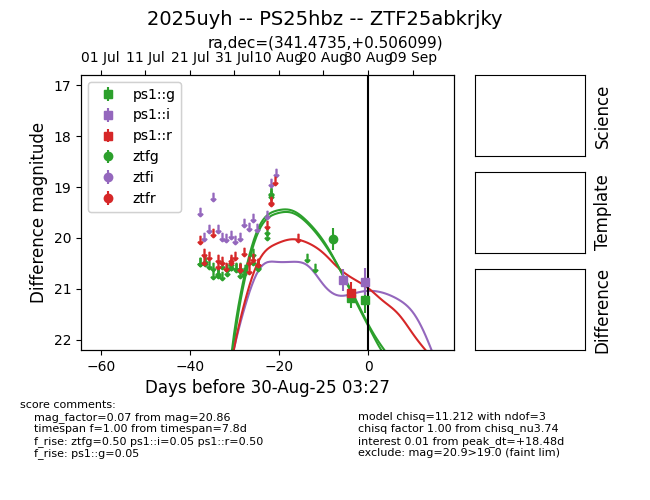 2025uyh -- PS25hbz -- ZTF25abkrjky
ra,dec=(341.4735,+0.506099)
01 Jul 11 Jul 21 Jul 31 Jul 10 Aug 20 Aug 30 Aug 09 Sep
17
18
19
20
21
22
Difference magnitude
ps1::g
ps1::i
ps1::r
ztfg
ztfi
ztfr
−60 −40 −20 0
Days before 30-Aug-25 03:27
Science
Template
Difference
score comments:
mag_factor=0.07 from mag=20.86
timespan f=1.00 from timespan=7.8d
f_rise: ztfg=0.50 ps1::i=0.05 ps1::r=0.50
f_rise: ps1::g=0.05
model chisq=11.212 with ndof=3
chisq factor 1.00 from chisq_nu3.74
interest 0.01 from peak_dt=+18.48d
exclude: mag=20.9>19.0 (faint lim)